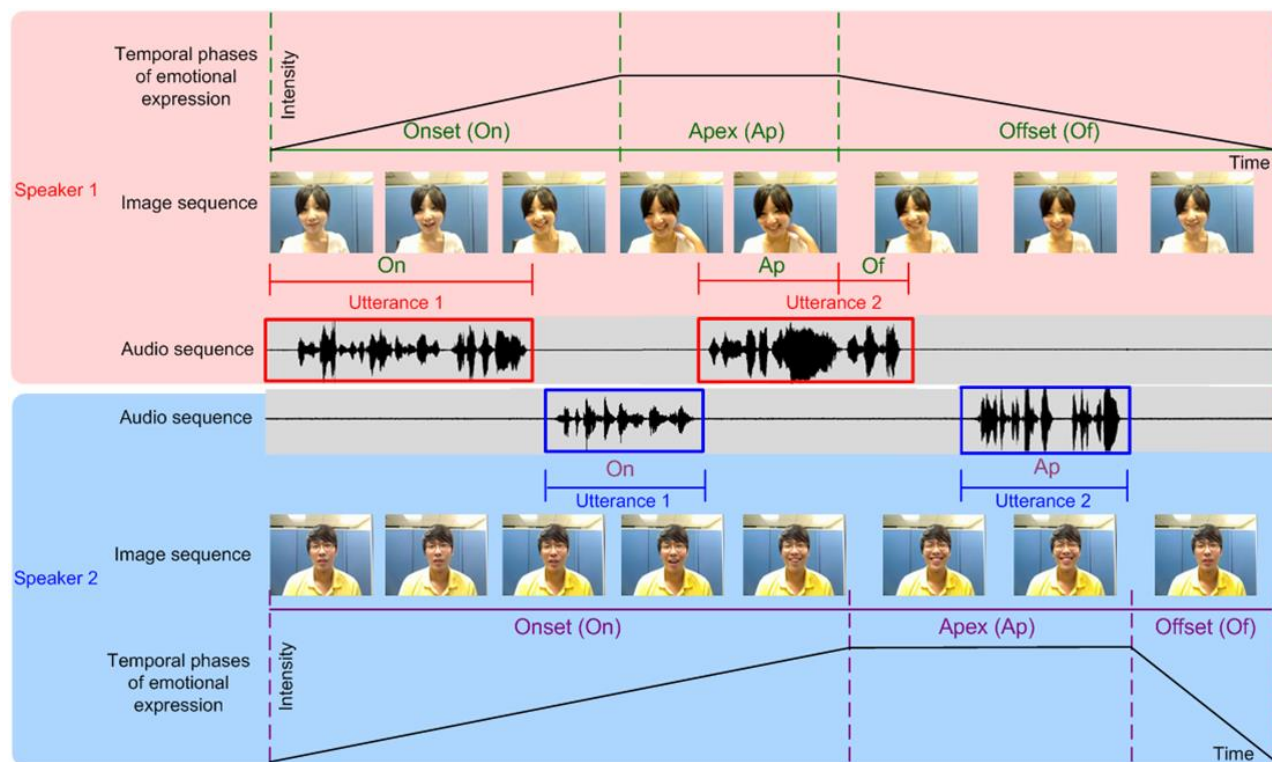 Temporal phases
of emotional
expression
Intensity
Onset (On)
Apex (Ap)
Offset (Of)
Time
Speaker 1
Image sequence
On
Ap
Of
Utterance 1
Utterance 2
Audio sequence
Audio sequence
On
Ap
Utterance 1
Utterance 2
Image sequence
Speaker 2
Onset (On)
Apex (Ap)
Offset (Of)
Temporal phases
of emotional
expression
Intensity
Time